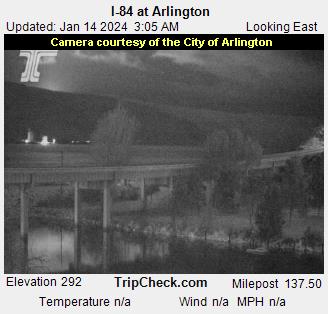 I-84 at Arlington
Updated: Jan 14 2024 3:05 AM Looking East
Camera courtesy of the City of Arlington
Elevation 292 TripCheck.com Milepost 137.50
Temperature n/a Wind n/a MPH n/a